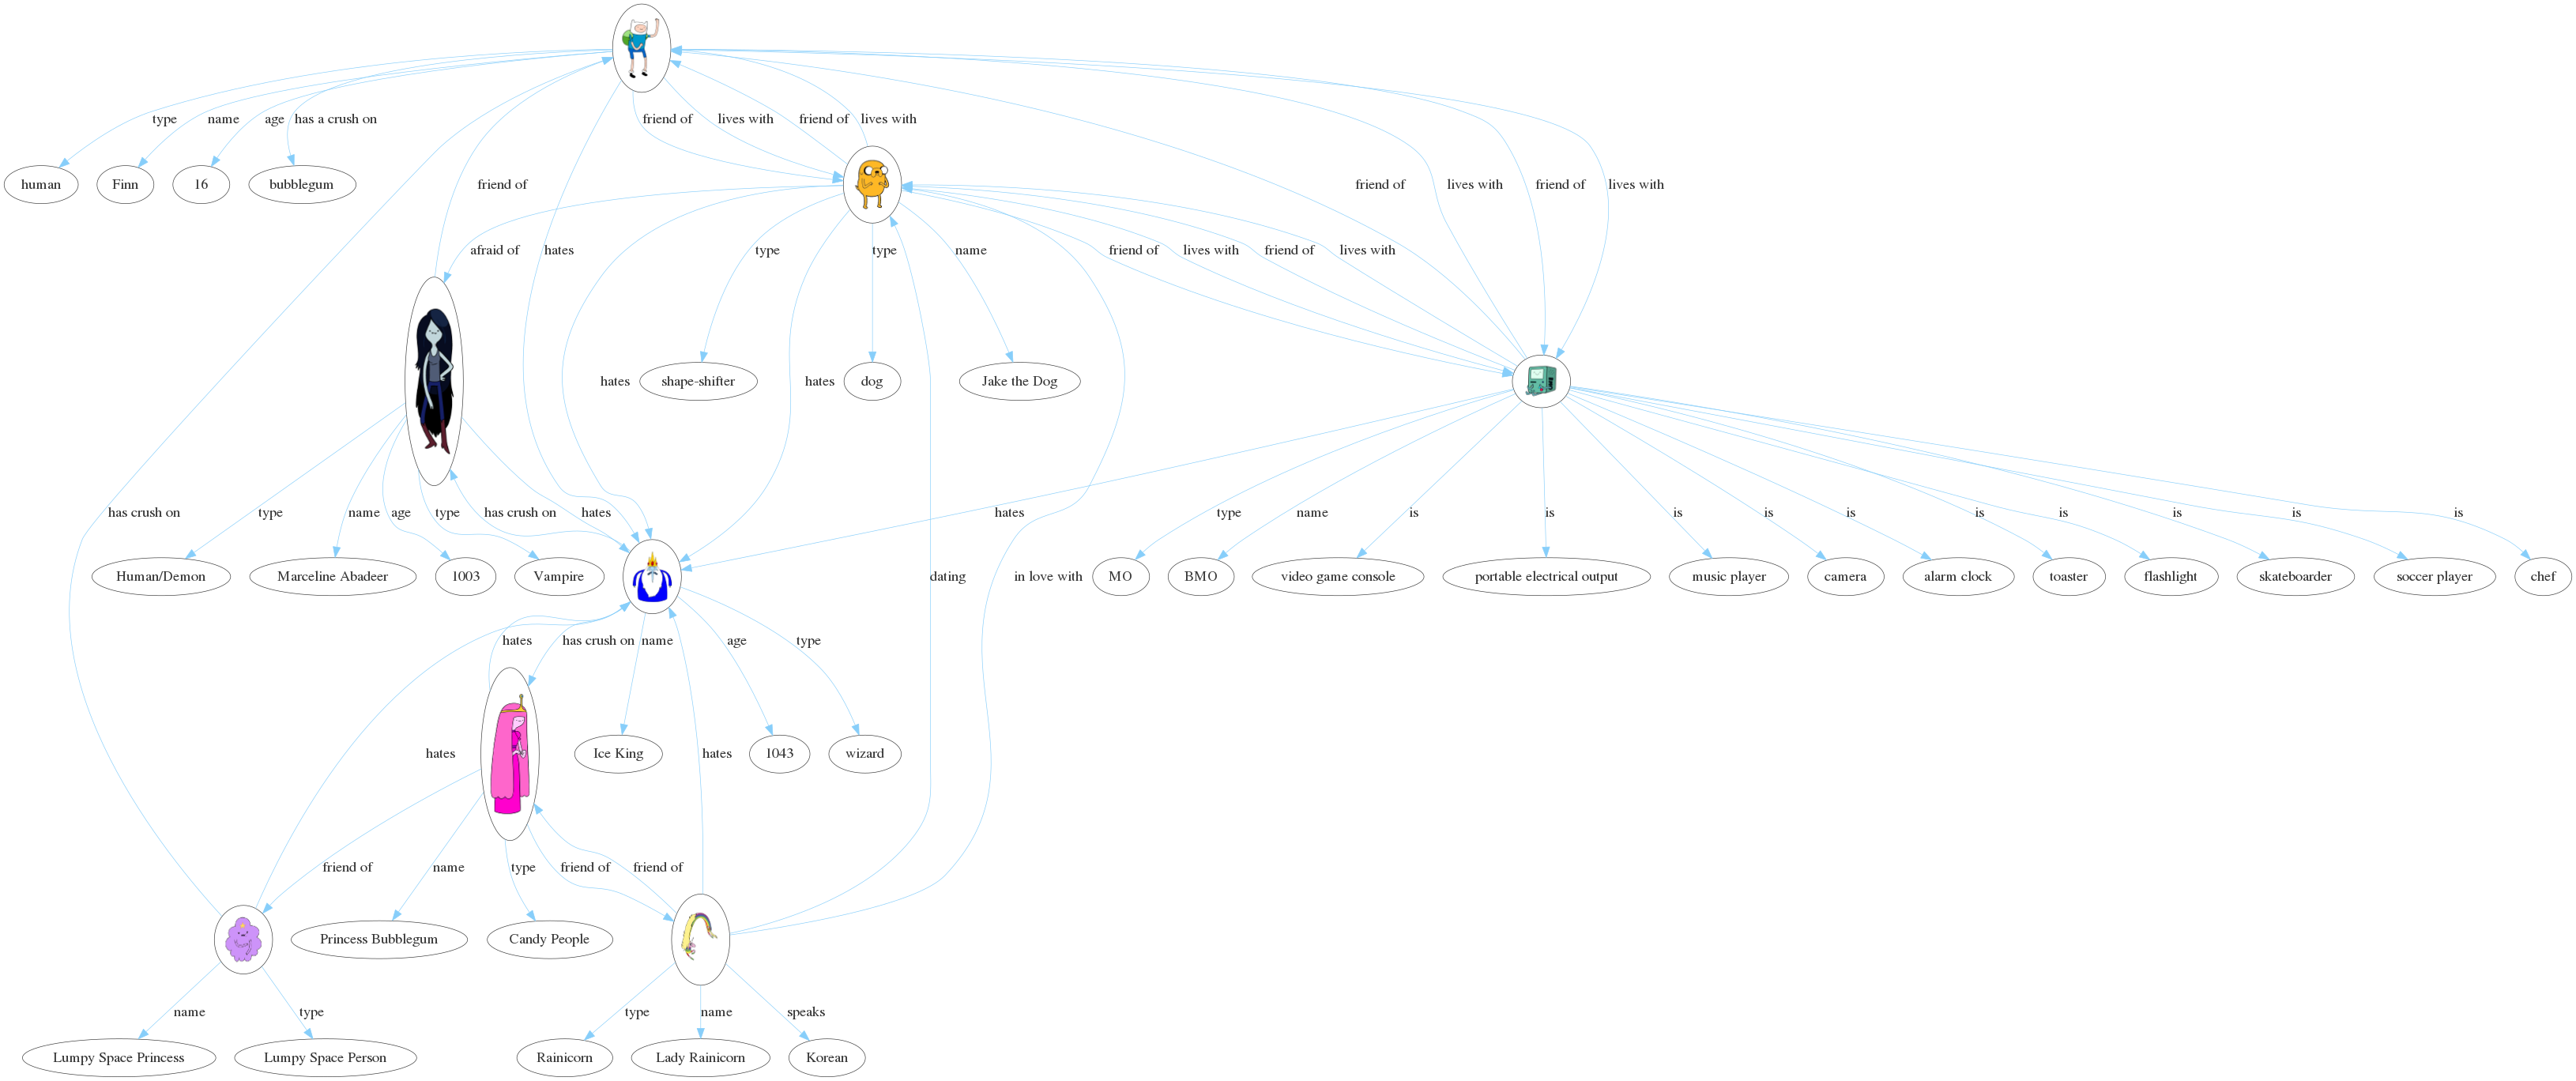 type
name
age
has a crush on
friend of
lives with
friend of
lives with
human
Finn
16
bubblegum
friend of
friend of
lives with
friend of
lives with
afraid of
hates
type
type
name
friend of
lives with
friend of
lives with
hates
shape-shifter
hates
dog
Jake the Dog
has crush on
type
name
age
type
has crush on
hates
hates
type
name
is
is
is
is
is
is
is
is
is
is
Human/Demon
Marceline Abadeer
1003
Vampire
dating
in love with
MO
BMO
video game console
portable electrical output
music player
camera
alarm clock
toaster
flashlight
skateboarder
soccer player
chef
hates
has crush on
name
age
type
hates
Ice King
hates
1043
wizard
friend of
name
type
friend of
friend of
Princess Bubblegum
Candy People
name
type
type
name
speaks
Lumpy Space Princess
Lumpy Space Person
Rainicorn
Lady Rainicorn
Korean